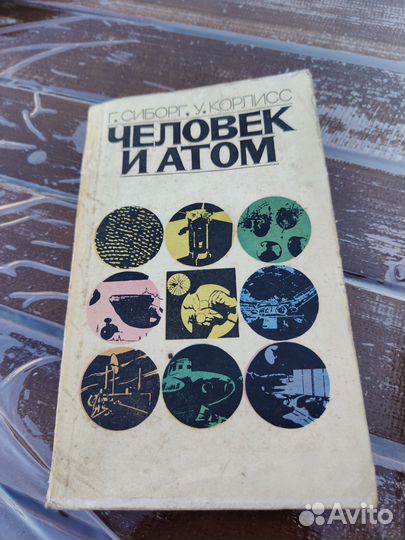 Г. СИБОРГ, У. КОРЛИСС
ЧЕЛОВЕК
И АТОМ
Avito